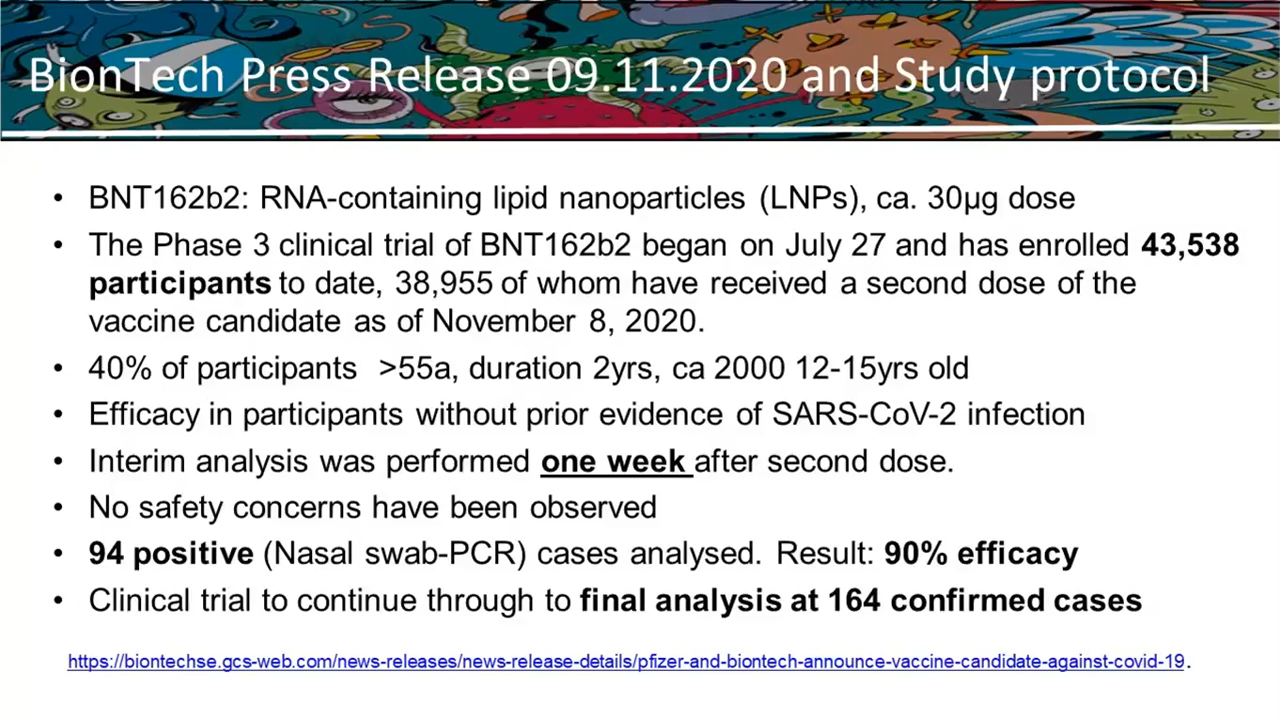 BionTech Press Release 09.11.2020 and Study protocol
• BNT162b2: RNA-containing lipid nanoparticles (LNPs), ca. 30µg dose
• The Phase 3 clinical trial of BNT162b2 began on July 27 and has enrolled 43,538
participants to date, 38,955 of whom have received a second dose of the
vaccine candidate as of November 8, 2020.
• 40% of participants >55a, duration 2yrs, ca 2000 12-15yrs old
• Efficacy in participants without prior evidence of SARS-CoV-2 infection
• Interim analysis was performed one week after second dose.
• No safety concerns have been observed
• 94 positive (Nasal swab-PCR) cases analysed. Result: 90% efficacy
• Clinical trial to continue through to final analysis at 164 confirmed cases
https://biontechse.gcs-web.com/news-releases/news-release-details/pfizer-and-biontech-announce-vaccine-candidate-against-covid-19.